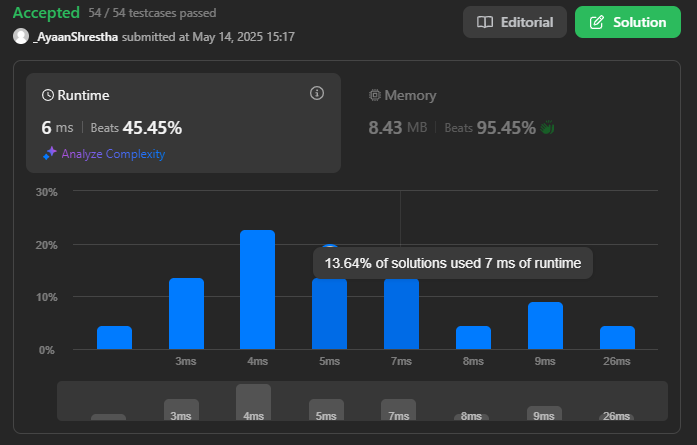 Accepted 54 / 54 testcases passed
Editorial
Solution
_AyaanShrestha submitted at May 14, 2025 15:17
Runtime
6 ms | Beats 45.45%
Analyze Complexity
Memory
8.43 MB | Beats 95.45%
30%
20%
10%
0%
13.64% of solutions used 7 ms of runtime
3ms 4ms 5ms 7ms 8ms 9ms 26ms
3ms 4ms 5ms 7ms 8ms 9ms 26ms